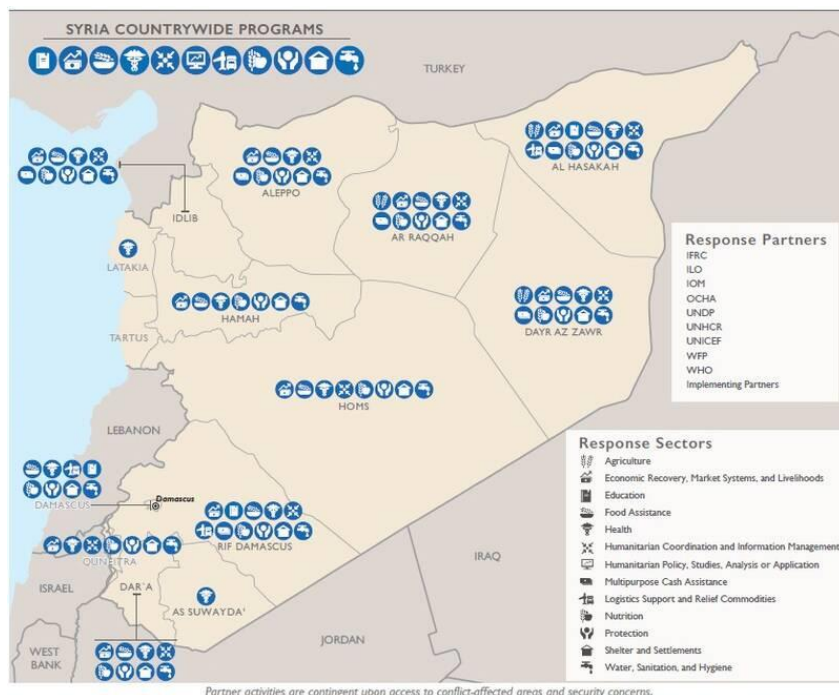 SYRIA COUNTRYWIDE PROGRAMS
TURKEY
AL HASAKAH
ALEPPO
IDLIB
AR RAQQAH
LATAKIA
HAMAH
DAYR AZ ZAWR
TARTUS
HOMS
LEBANON
Damascus
DAMASCUS
RIF DAMASCUS
QUNEITRA
IRAQ
ISRAEL
DAR'A
AS SUWAYDA'
JORDAN
WEST
BANK
Response Partners
IFRC
ILO
IOM
OCHA
UNDP
UNHCR
UNICEF
WFP
WHO
Implementing Partners
Response Sectors
Agriculture
Economic Recovery, Market Systems, and Livelihoods
Education
Food Assistance
Health
Humanitarian Coordination and Information Management
Humanitarian Policy, Studies, Analysis or Application
Multipurpose Cash Assistance
Logistics Support and Relief Commodities
Nutrition
Protection
Shelter and Settlements
Water, Sanitation, and Hygiene
Partner activities are contingent upon access to conflict-affected areas and security concerns.